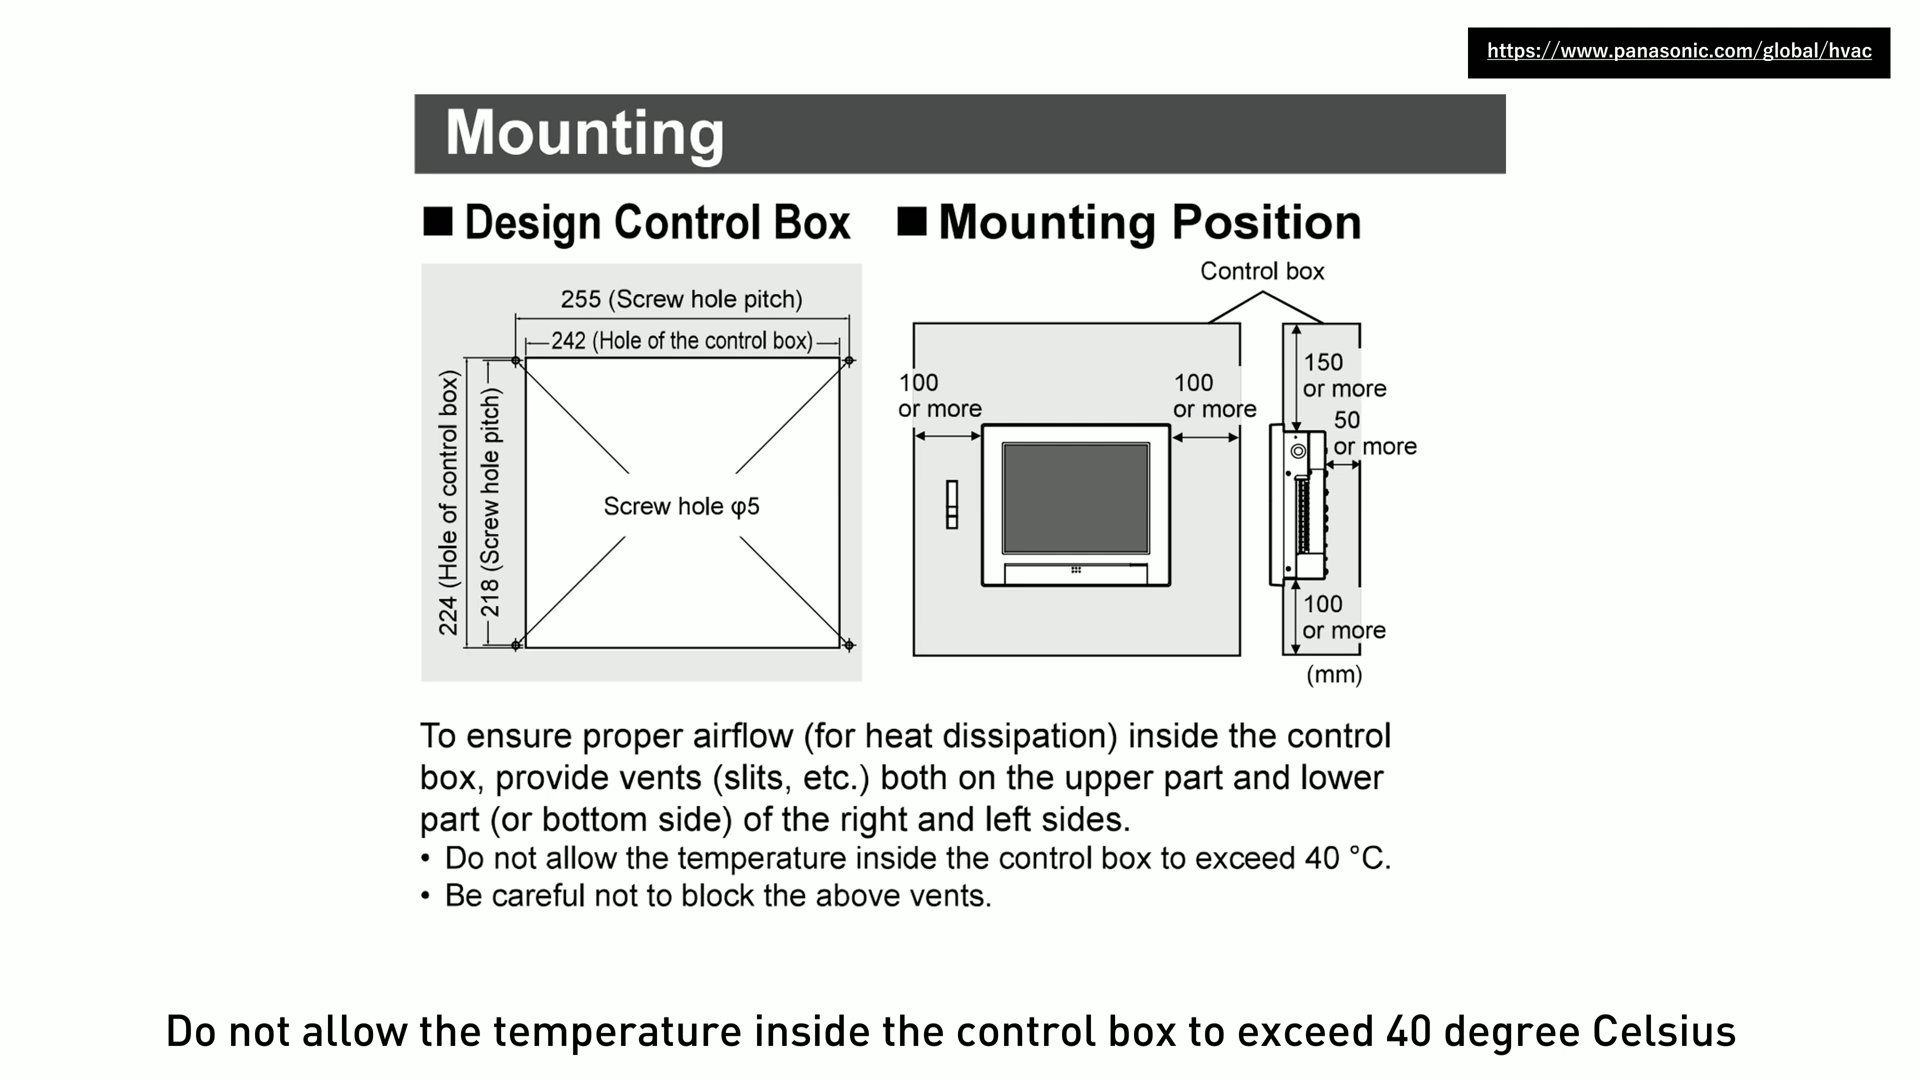 https://www.panasonic.com/global/hvac
Mounting
■ Design Control Box
255 (Screw hole pitch)
242 (Hole of the control box)
224 (Hole of control box)
218 (Screw hole pitch)
Screw hole φ5
■ Mounting Position
Control box
100
or more
100
or more
150
or more
50
or more
100
or more
(mm)
To ensure proper airflow (for heat dissipation) inside the control
box, provide vents (slits, etc.) both on the upper part and lower
part (or bottom side) of the right and left sides.
• Do not allow the temperature inside the control box to exceed 40 °C.
• Be careful not to block the above vents.
Do not allow the temperature inside the control box to exceed 40 degree Celsius